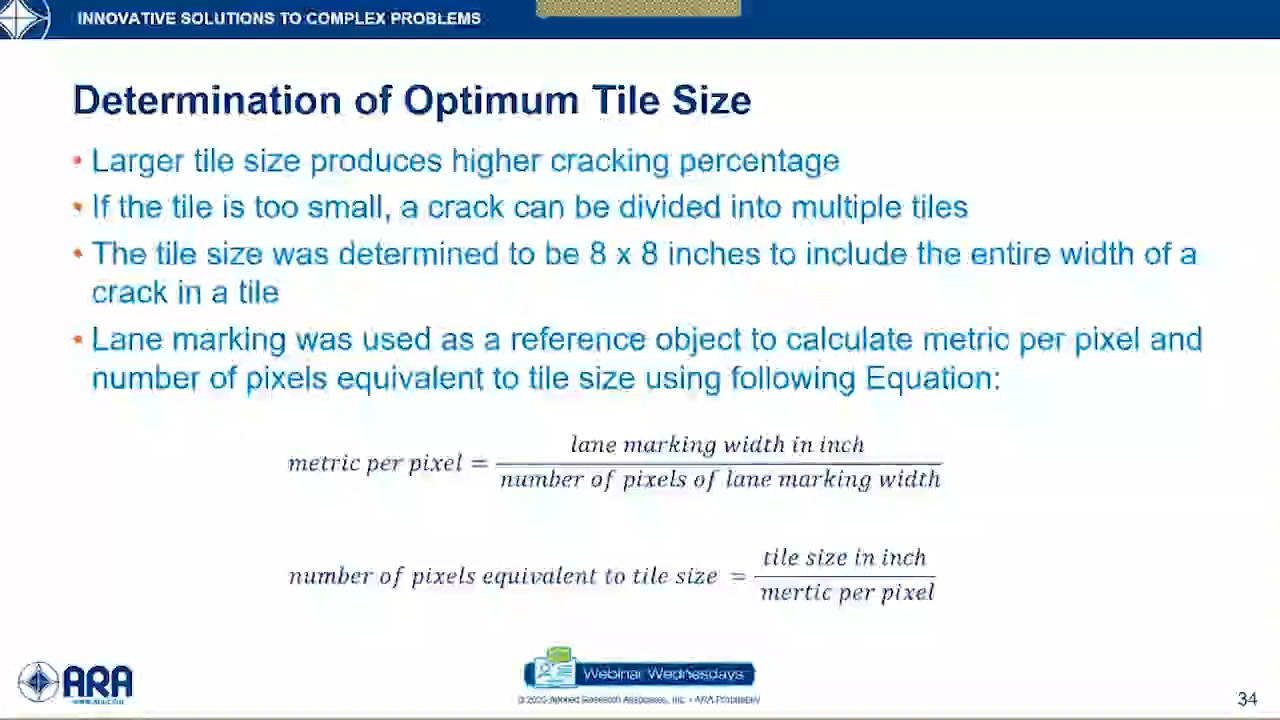 INNOVATIVE SOLUTIONS TO COMPLEX PROBLEMS
Determination of Optimum Tile Size
• Larger tile size produces higher cracking percentage
• If the tile is too small, a crack can be divided into multiple tiles
• The tile size was determined to be 8 x 8 inches to include the entire width of a
crack in a tile
• Lane marking was used as a reference object to calculate metric per pixel and
number of pixels equivalent to tile size using following Equation:
lane marking width in inch
metric per pixel =
number of pixels of lane marking width
tile size in inch
number of pixels equivalent to tile size =
mertic per pixel
ARA
Webinar Wednesdays
Applied Research Associates, Inc. • ARA Proprietary
34